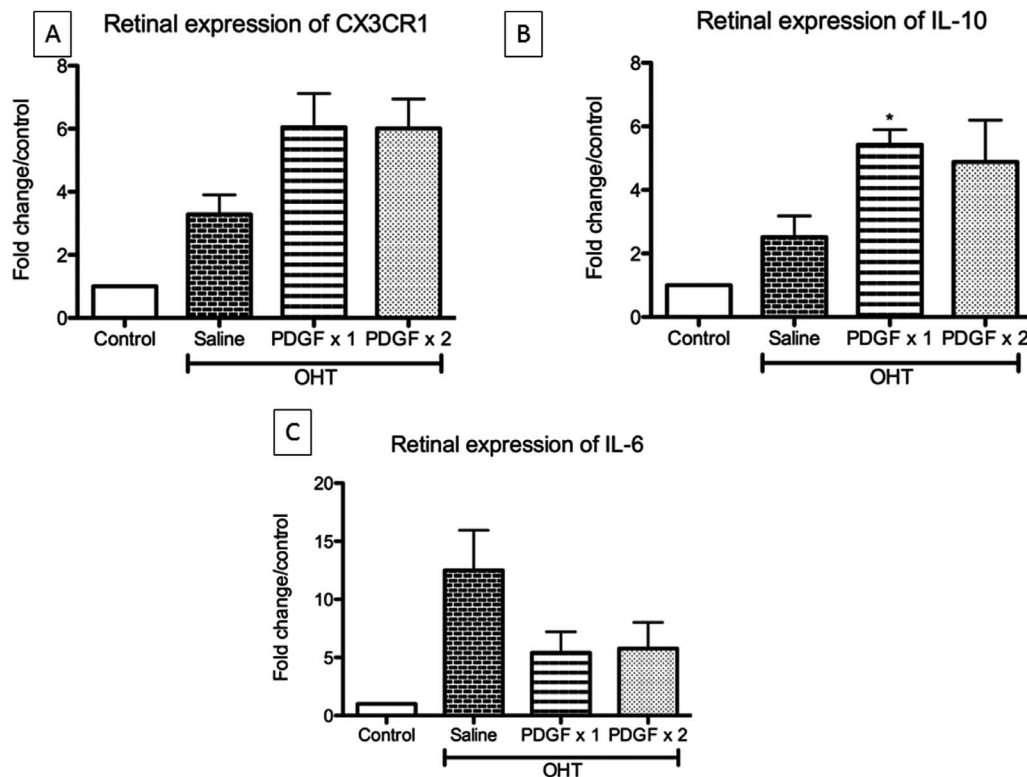 A
Retinal expression of CX3CR1
Fold change/control
8
6
4
2
0
Control
Saline
PDGF x 1
PDGF x 2
OHT
B
Retinal expression of IL-10
Fold change/control
8
6
4
2
0
*
Control
Saline
PDGF x 1
PDGF x 2
OHT
C
Retinal expression of IL-6
Fold change/control
20
15
10
5
0
Control
Saline
PDGF x 1
PDGF x 2
OHT